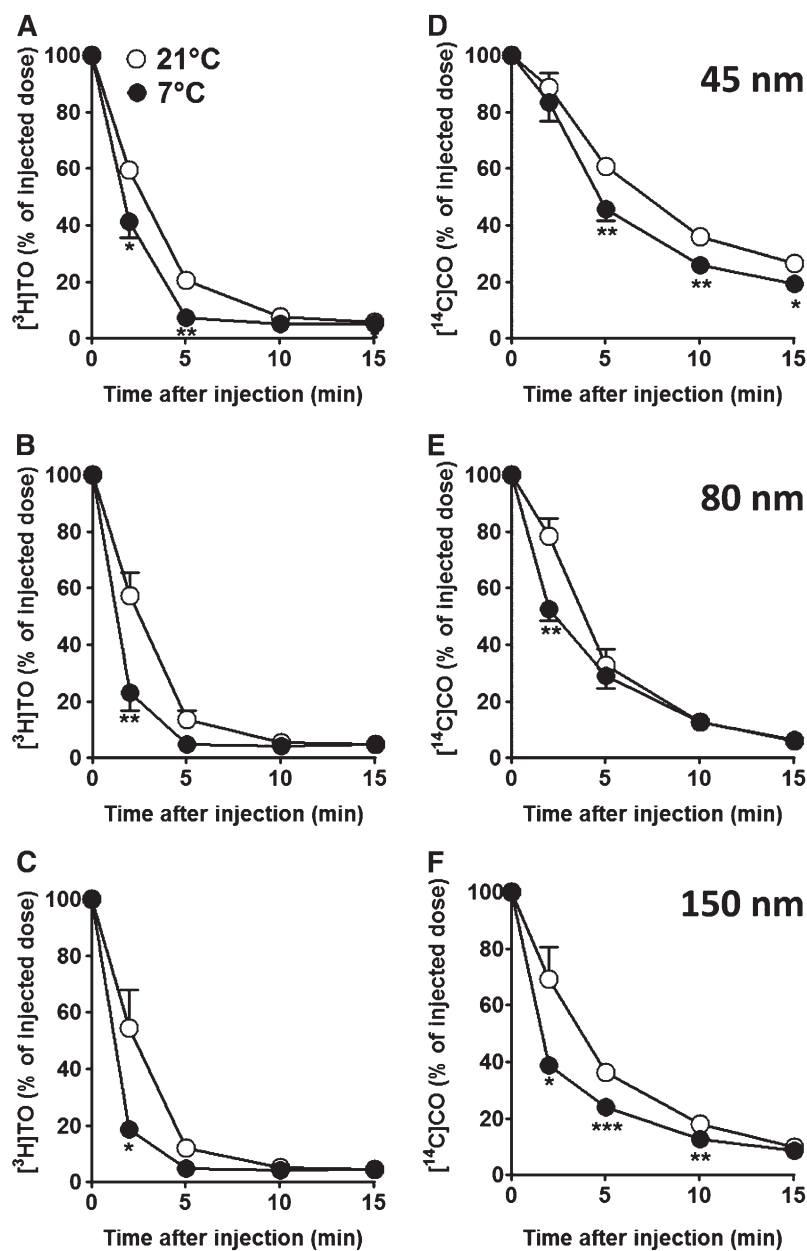 A
21°C
7°C
[³H]TO (% of injected dose)
100
80
60
40
20
0
*
**
*
0 5 10 15
Time after injection (min)
D
45 nm
[¹⁴C]CO (% of injected dose)
100
80
60
40
20
0
**
**
*
0 5 10 15
Time after injection (min)
B
[³H]TO (% of injected dose)
100
80
60
40
20
0
**
0 5 10 15
Time after injection (min)
E
80 nm
[¹⁴C]CO (% of injected dose)
100
80
60
40
20
0
**
0 5 10 15
Time after injection (min)
C
[³H]TO (% of injected dose)
100
80
60
40
20
0
*
0 5 10 15
Time after injection (min)
F
150 nm
[¹⁴C]CO (% of injected dose)
100
80
60
40
20
0
*
***
**
0 5 10 15
Time after injection (min)